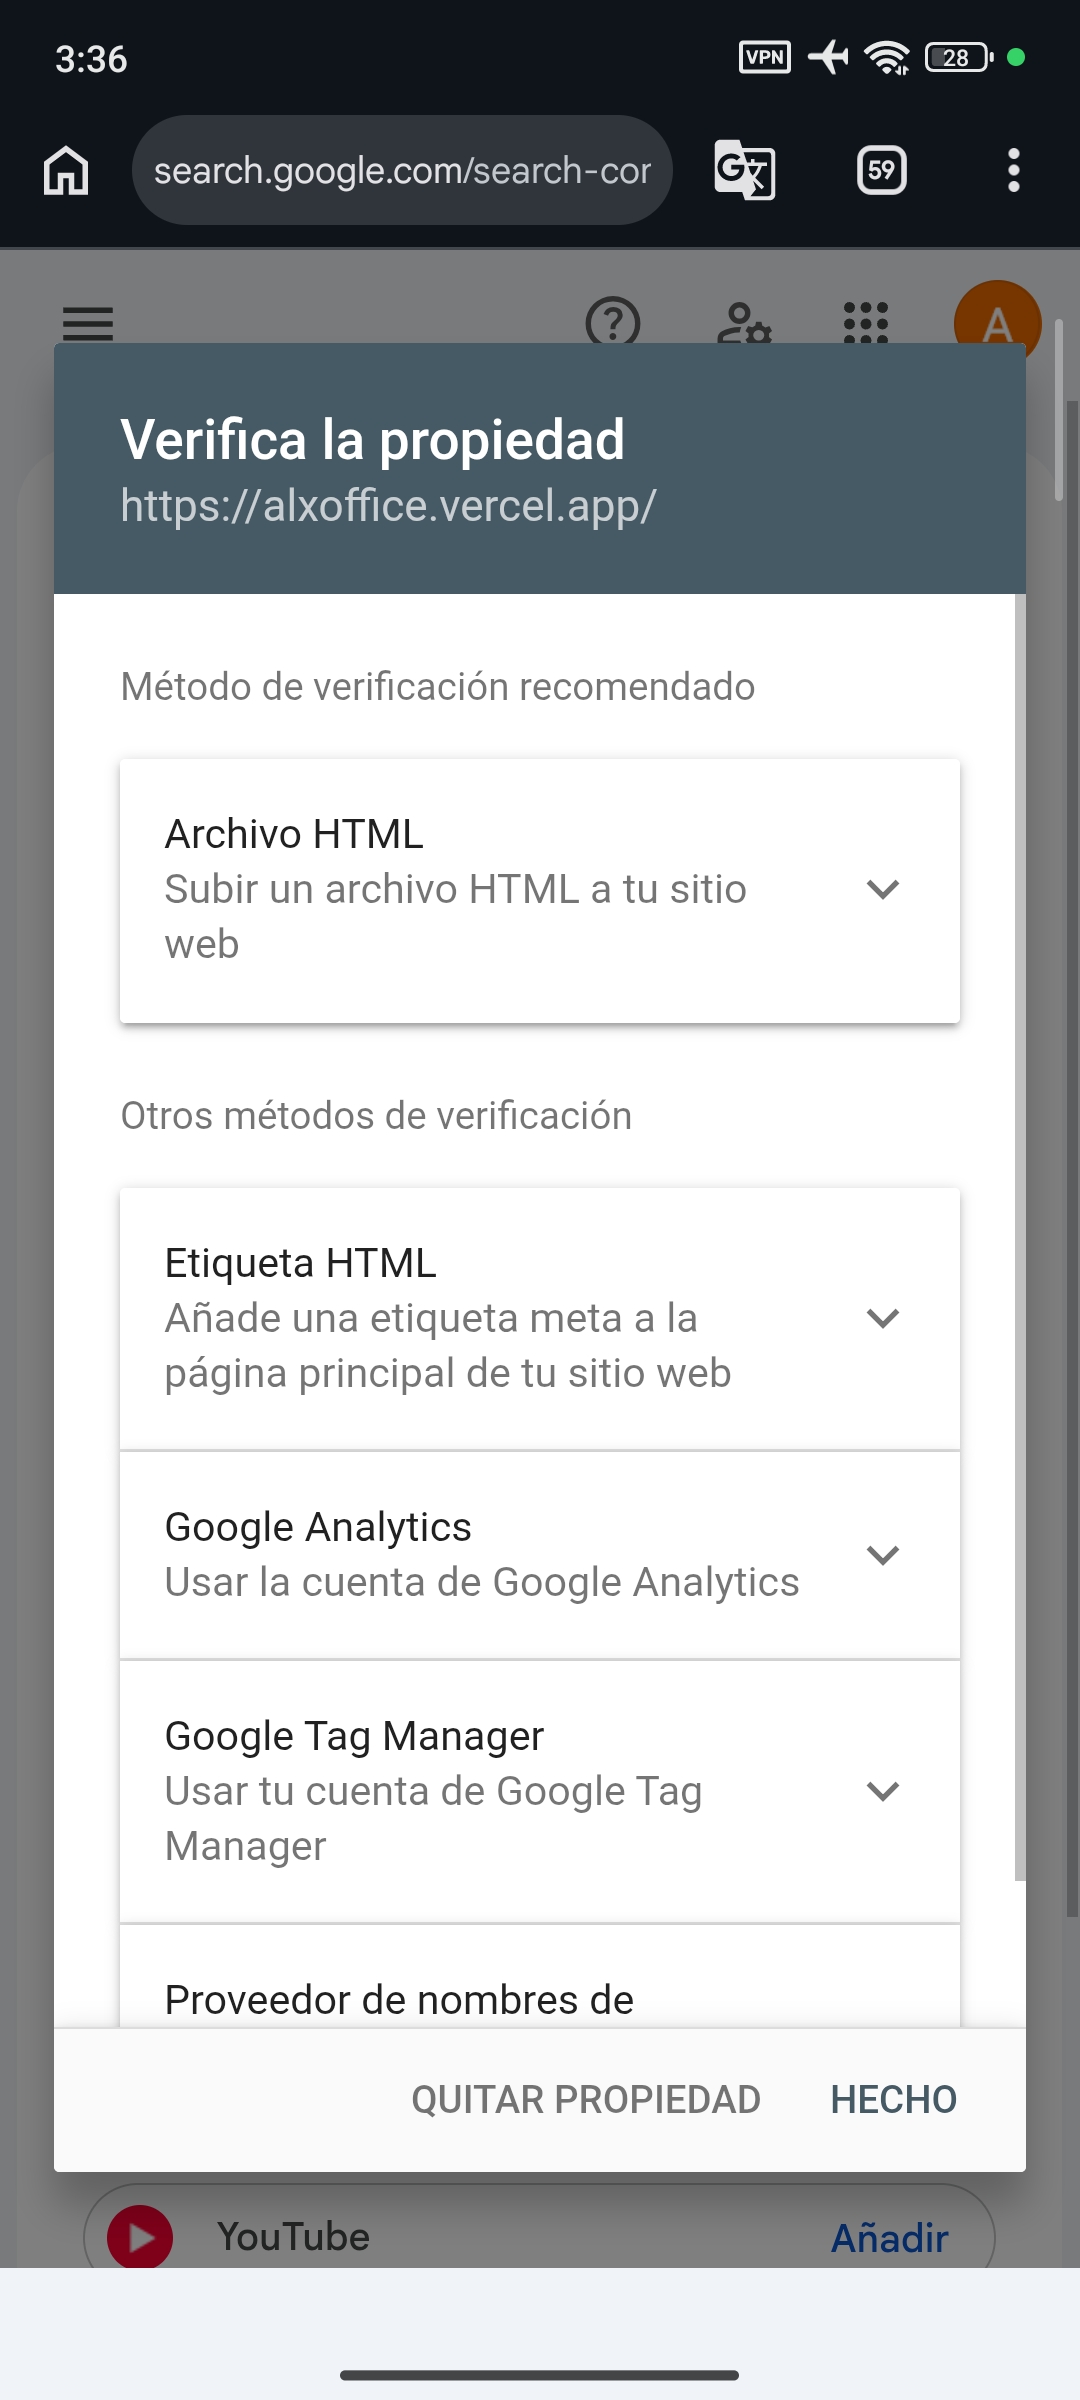 3:36
VPN
28
search.google.com/search-cor
G文
59
A
Verifica la propiedad
https://alxoffice.vercel.app/
Método de verificación recomendado
Archivo HTML
Subir un archivo HTML a tu sitio
web
Otros métodos de verificación
Etiqueta HTML
Añade una etiqueta meta a la
página principal de tu sitio web
Google Analytics
Usar la cuenta de Google Analytics
Google Tag Manager
Usar tu cuenta de Google Tag
Manager
Proveedor de nombres de
QUITAR PROPIEDAD HECHO
YouTube Añadir